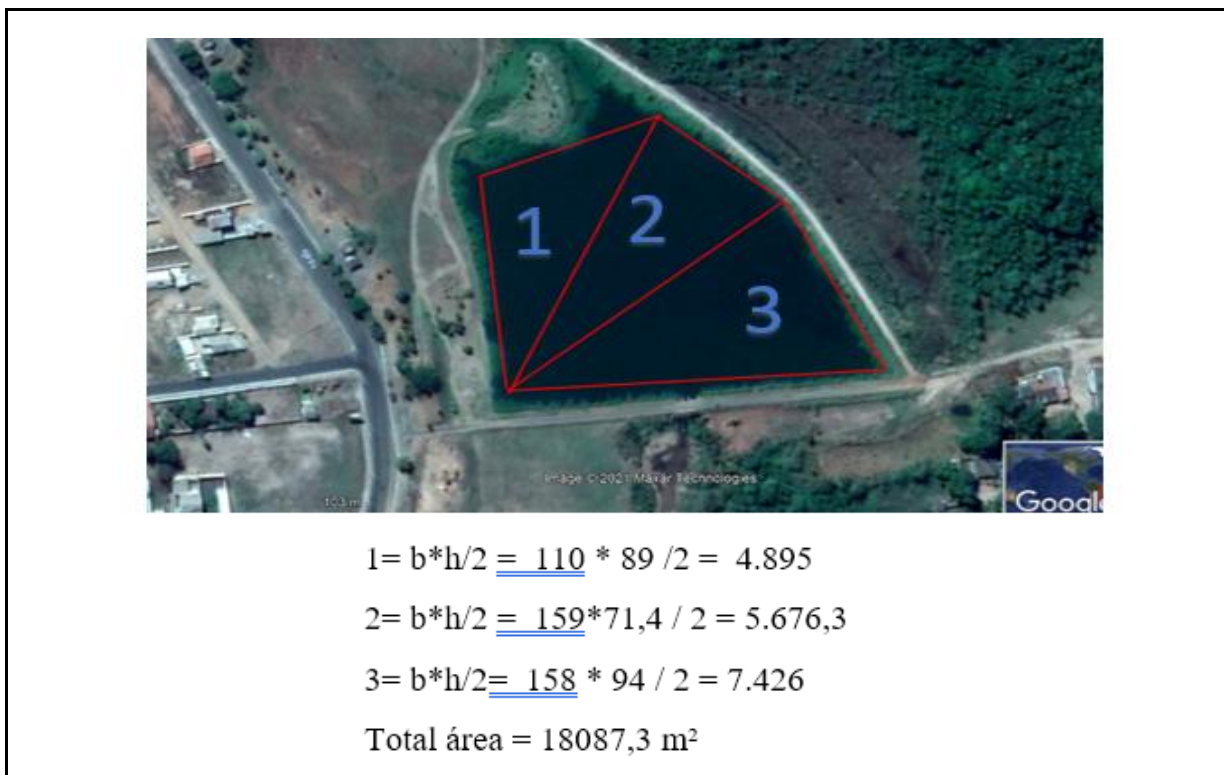 1
2
3
Image © 2021 Maxar Technologies
103 m
Google
1= b*h/2 = 110 * 89 /2 = 4.895
2= b*h/2 = 159*71,4 / 2 = 5.676,3
3= b*h/2= 158 * 94 / 2 = 7.426
Total área = 18087,3 m²